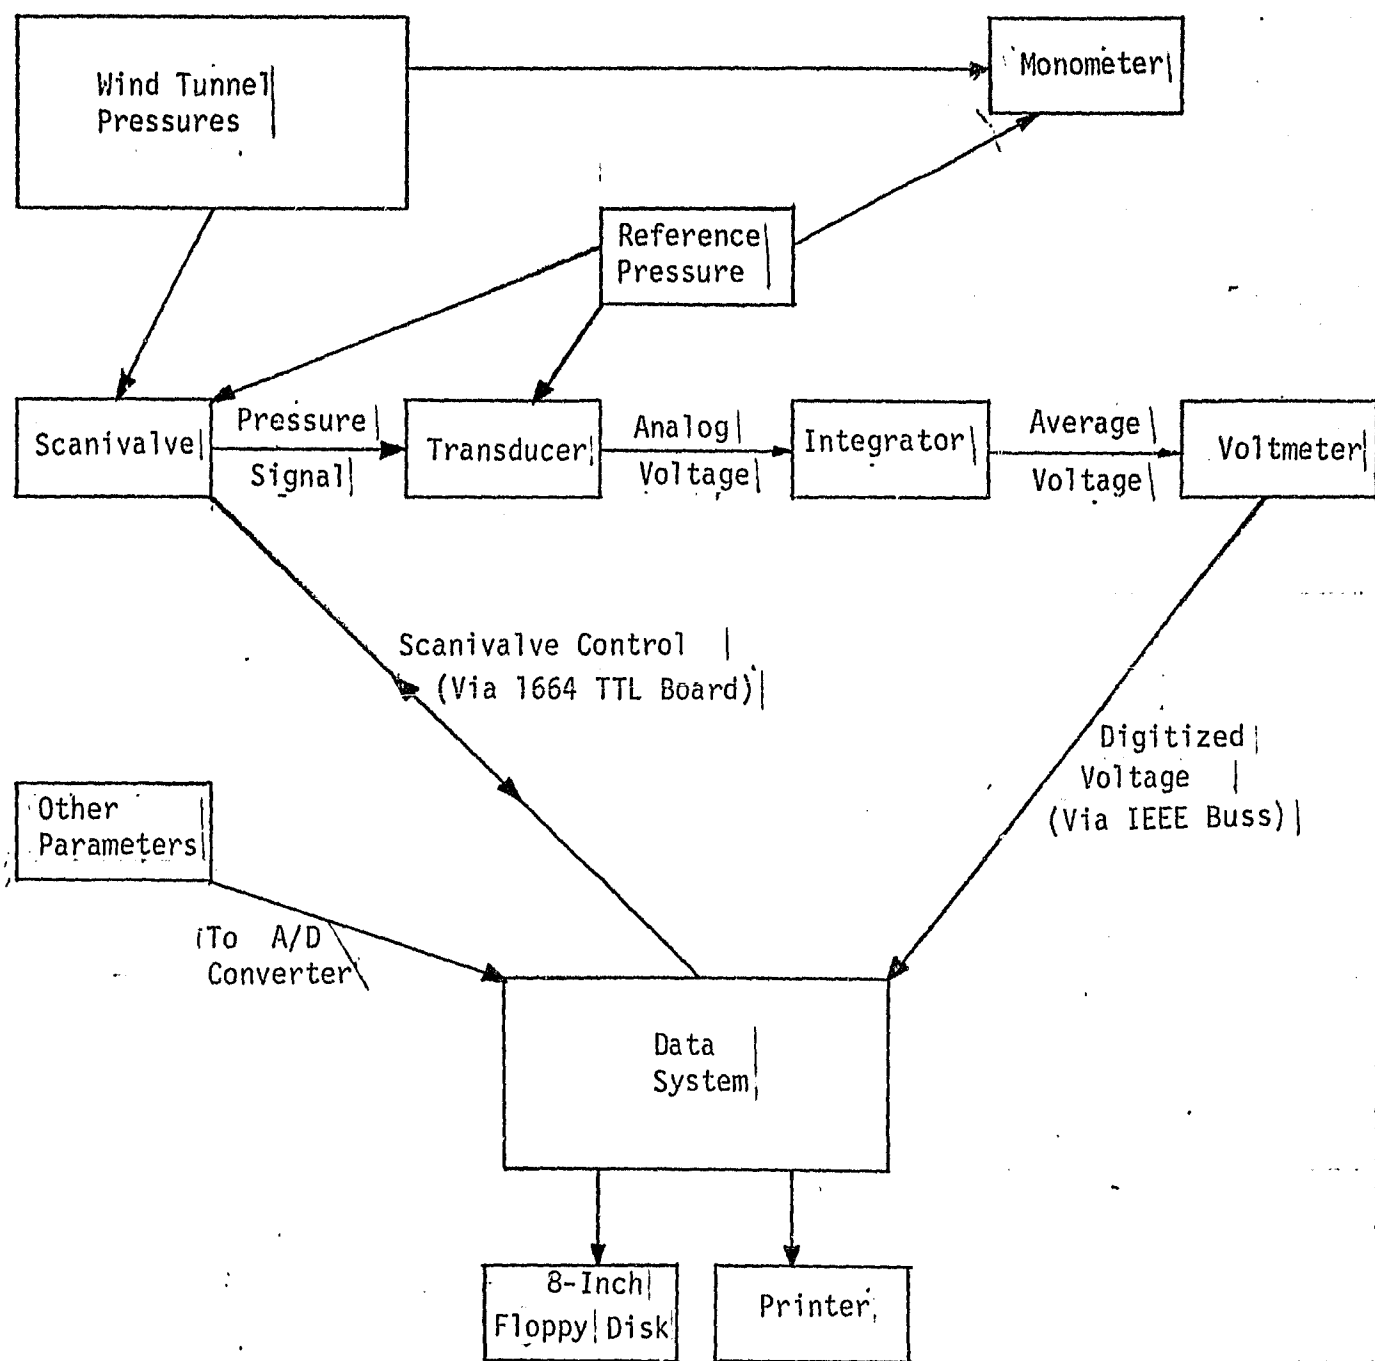 Wind Tunnel
Pressures
Monometer
Reference
Pressure
Scanivalve
Pressure
Signal
Transducer
Analog
Voltage
Integrator
Average
Voltage
Voltmeter
Scanivalve Control
(Via 1664 TTL Board)
Digitized
Voltage
(Via IEEE Buss)
Other
Parameters
To A/D
Converter
Data
System
8-Inch
Floppy Disk
Printer